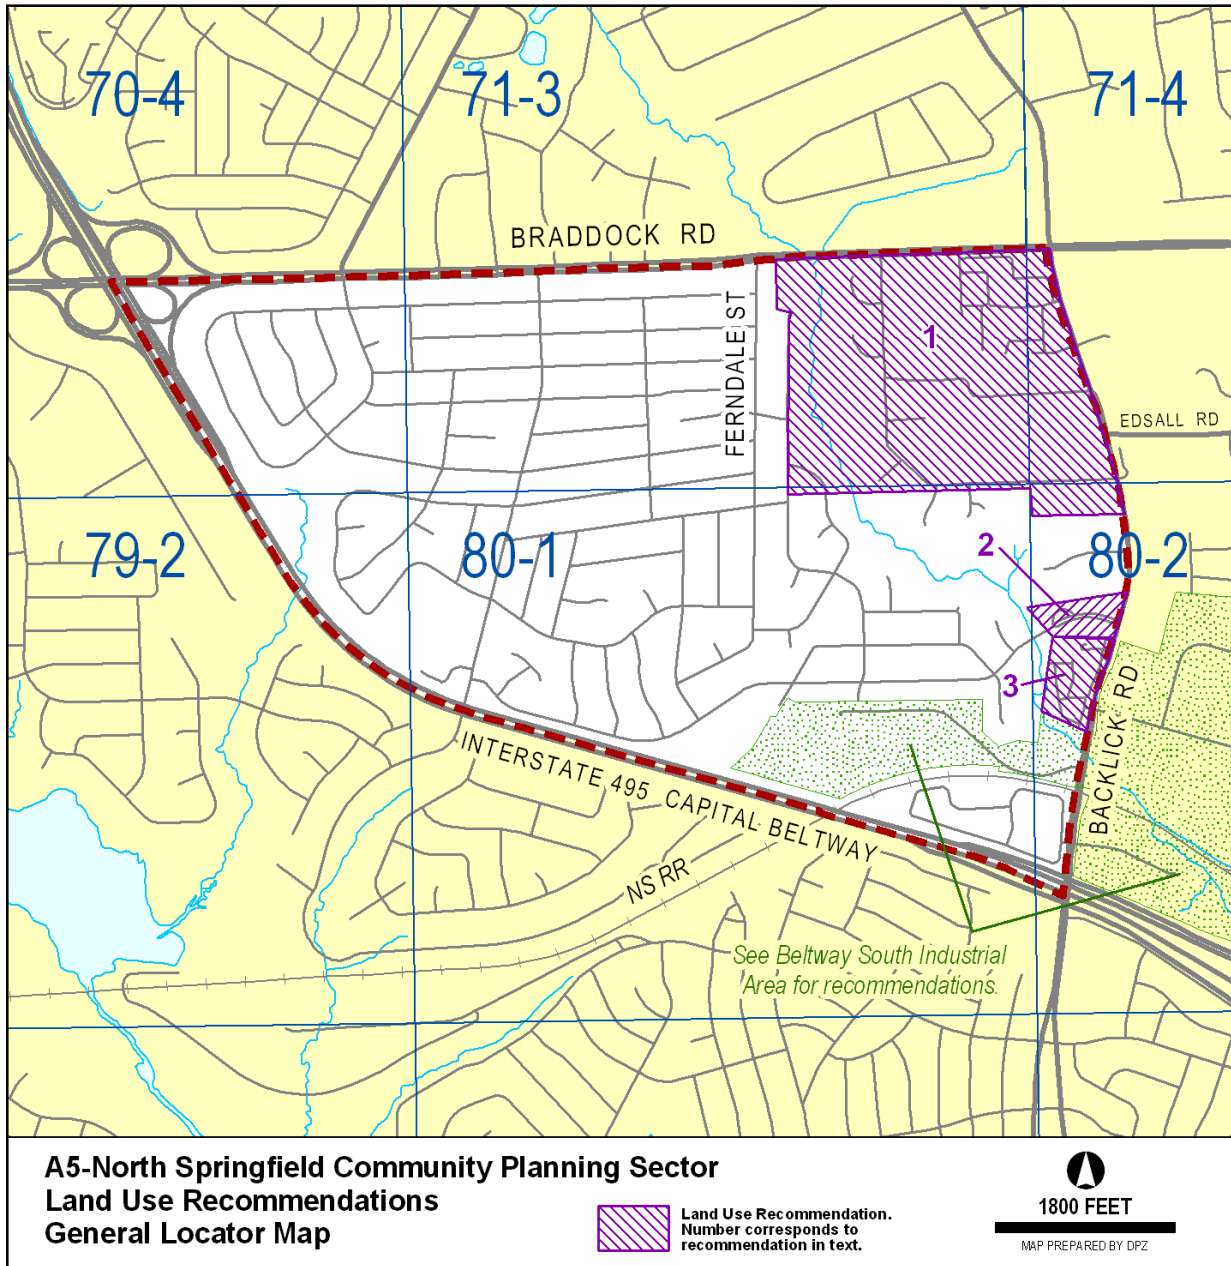 70-4
71-3
71-4
BRADDOCK RD
FERNDALE ST
1
EDSALL RD
79-2
80-1
2
80-2
3
BACKLICK RD
INTERSTATE 495 CAPITAL BELTWAY
NS RR
See Beltway South Industrial
Area for recommendations.
A5-North Springfield Community Planning Sector
Land Use Recommendations
General Locator Map
Land Use Recommendation.
Number corresponds to
recommendation in text.
1800 FEET
MAP PREPARED BY DPZ